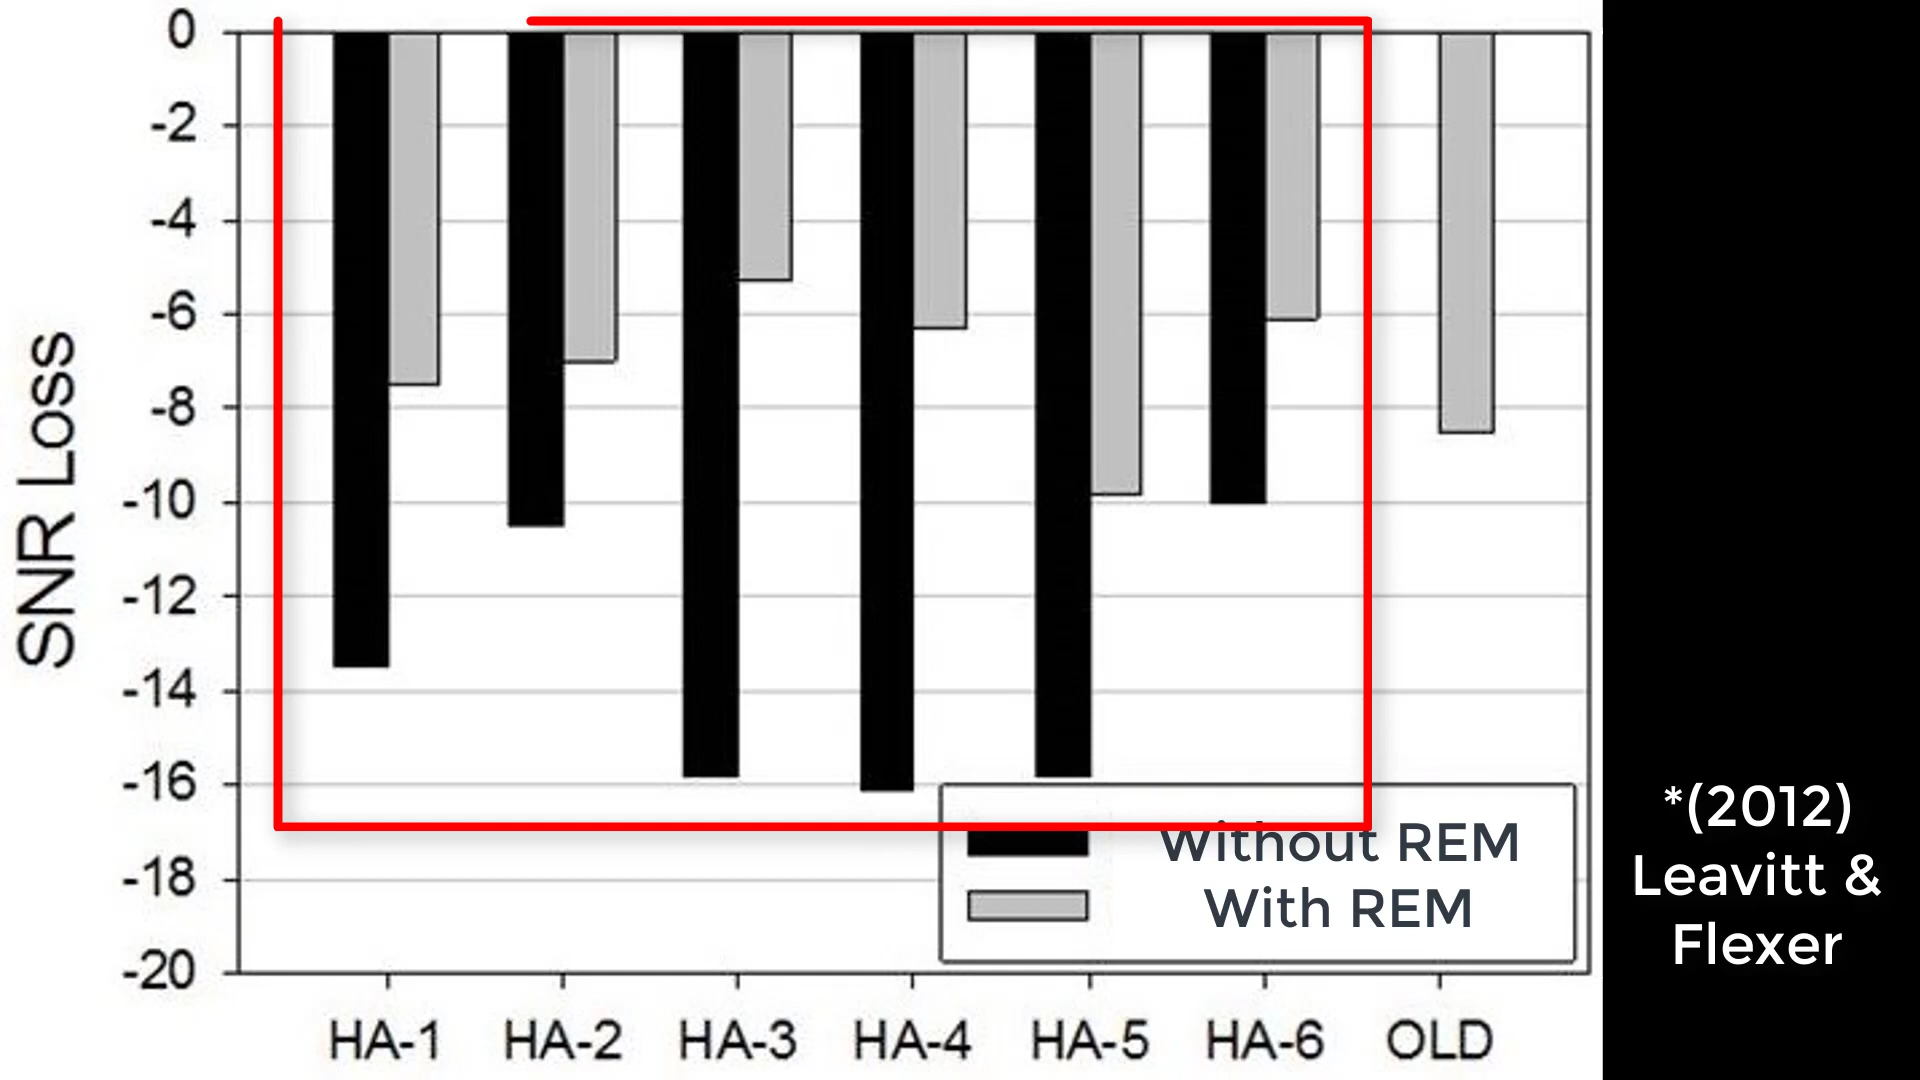 0
-2
-4
-6
-8
-10
-12
-14
-16
-18
-20
SNR Loss
HA-1 HA-2 HA-3 HA-4 HA-5 HA-6 OLD
Without REM
With REM
*(2012)
Leavitt &
Flexer